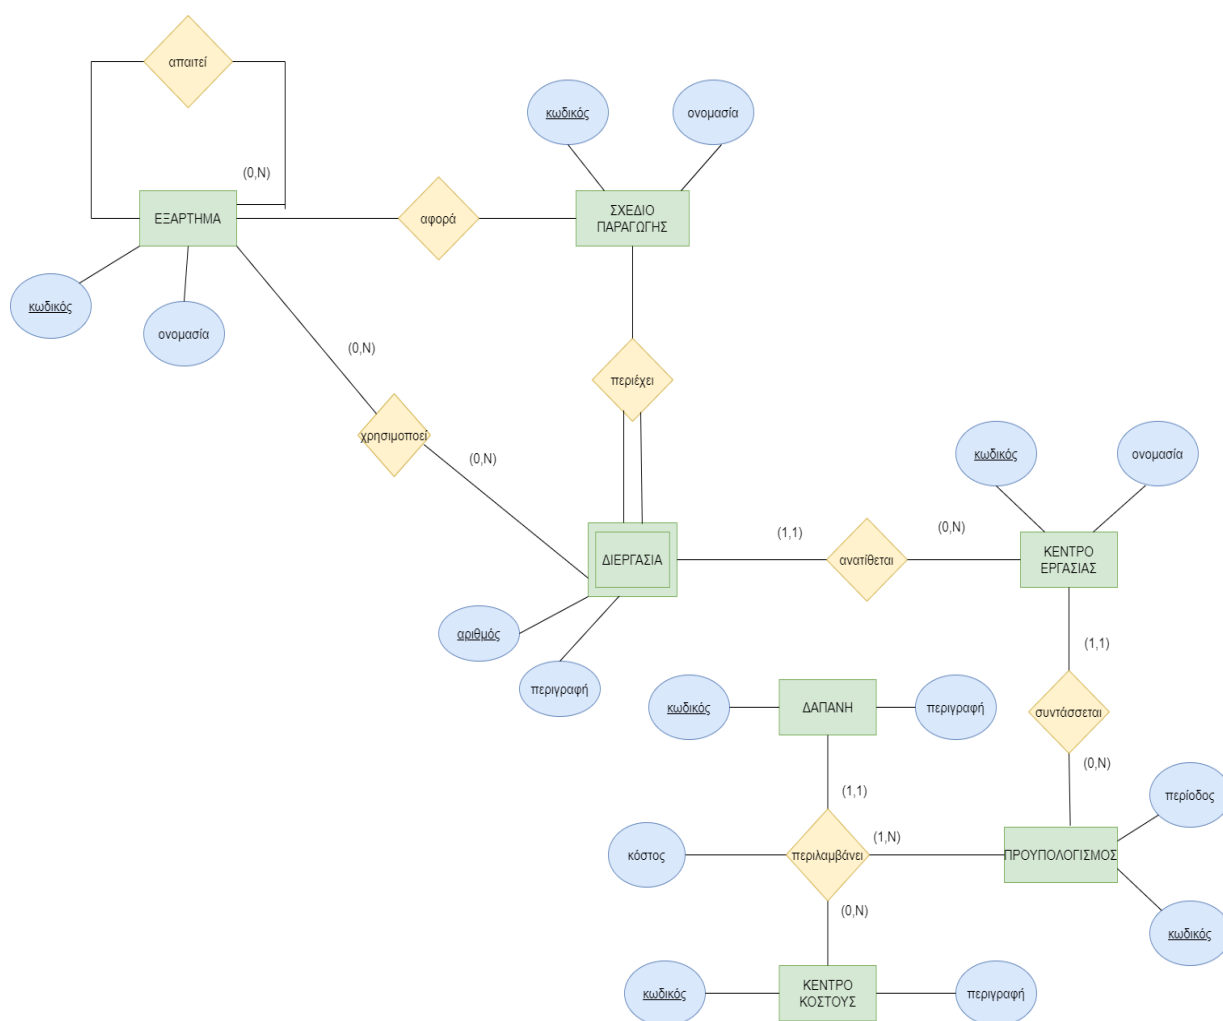 απαιτεί
κωδικός
ονομασία
(0,N)
ΕΞΑΡΤΗΜΑ
αφορά
ΣΧΕΔΙΟ
ΠΑΡΑΓΩΓΗΣ
κωδικός
ονομασία
(0,N)
περιέχει
χρησιμοποεί
(0,N)
κωδικός
ονομασία
(1,1)
(0,N)
ΔΙΕΡΓΑΣΙΑ
ανατίθεται
ΚΕΝΤΡΟ
ΕΡΓΑΣΙΑΣ
αριθμός
περιγραφή
(1,1)
κωδικός
ΔΑΠΑΝΗ
περιγραφή
συντάσσεται
(0,N)
(1,1)
περίοδος
(1,N)
κόστος
περιλαμβάνει
ΠΡΟΥΠΟΛΟΓΙΣΜΟΣ
(0,N)
κωδικός
κωδικός
ΚΕΝΤΡΟ
ΚΟΣΤΟΥΣ
περιγραφή